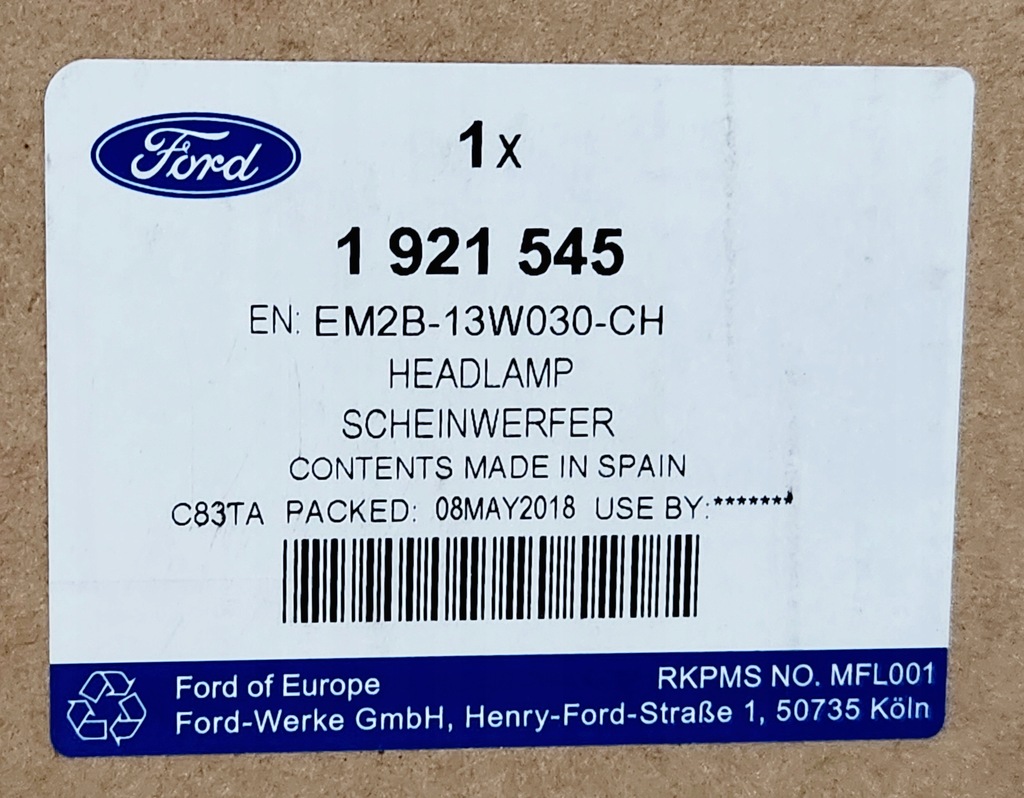 Ford
1 x
1 921 545
EN: EM2B-13W030-CH
HEADLAMP
SCHEINWERFER
CONTENTS MADE IN SPAIN
C83TA PACKED: 08MAY2018 USE BY:*******
Ford of Europe
RKPMS NO. MFL001
Ford-Werke GmbH, Henry-Ford-Straße 1, 50735 Köln